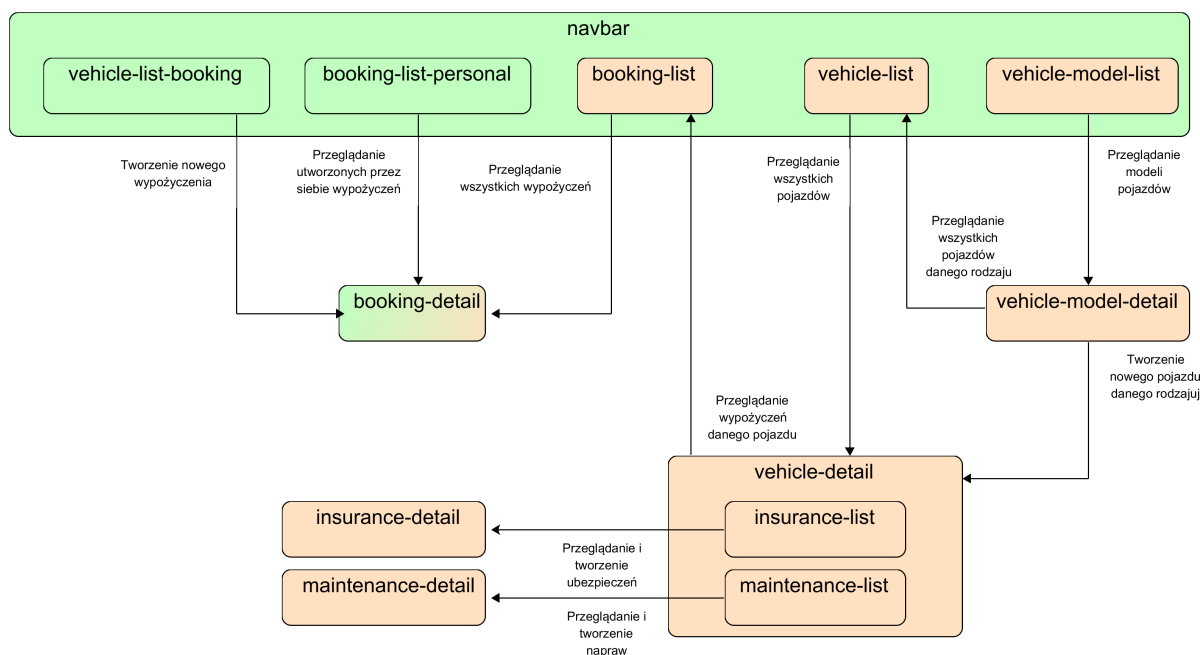 navbar
vehicle-list-booking
booking-list-personal
booking-list
vehicle-list
vehicle-model-list
Tworzenie nowego
wypożyczenia
Przeglądanie
utworzonych przez
siebie wypożyczeń
Przeglądanie
wszystkich wypożyczeń
Przeglądanie
wszystkich
pojazdów
Przeglądanie
modeli
pojazdów
Przeglądanie
wszystkich
pojazdów
danego rodzaju
booking-detail
vehicle-model-detail
Tworzenie
nowego pojazdu
danego rodzajuj
Przeglądanie
wypożyczeń
danego pojazdu
vehicle-detail
insurance-detail
insurance-list
Przeglądanie i
tworzenie
ubezpieczeń
maintenance-detail
maintenance-list
Przeglądanie i
tworzenie
napraw